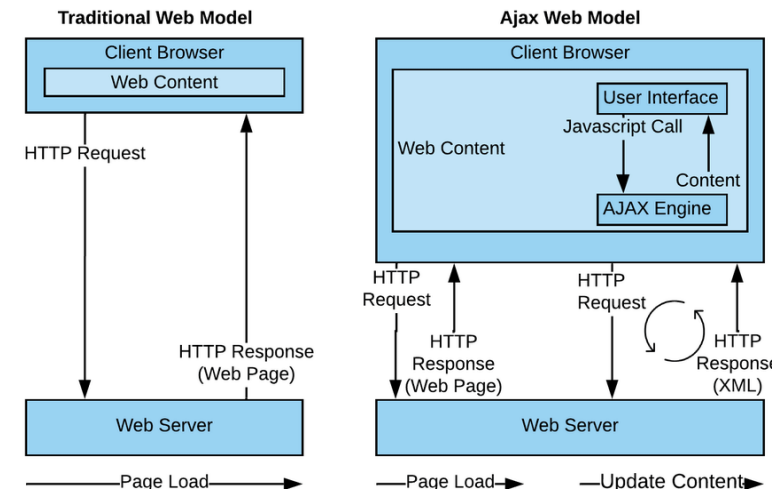 Traditional Web Model
Client Browser
Web Content
HTTP Request
HTTP Response
(Web Page)
Web Server
Page Load
Ajax Web Model
Client Browser
User Interface
Javascript Call
Web Content
Content
AJAX Engine
HTTP
Request
HTTP
Response
(Web Page)
HTTP
Request
HTTP
Response
(XML)
Web Server
Page Load
Update Content